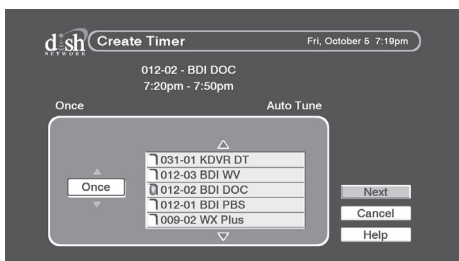 dish
NETWORK
Create Timer
Fri, October 5 7:19pm
012-02 - BDI DOC
7:20pm - 7:50pm
Once
Auto Tune
031-01 KDVR DT
012-03 BDI WV
Once
012-02 BDI DOC
Next
012-01 BDI PBS
Cancel
009-02 WX Plus
Help